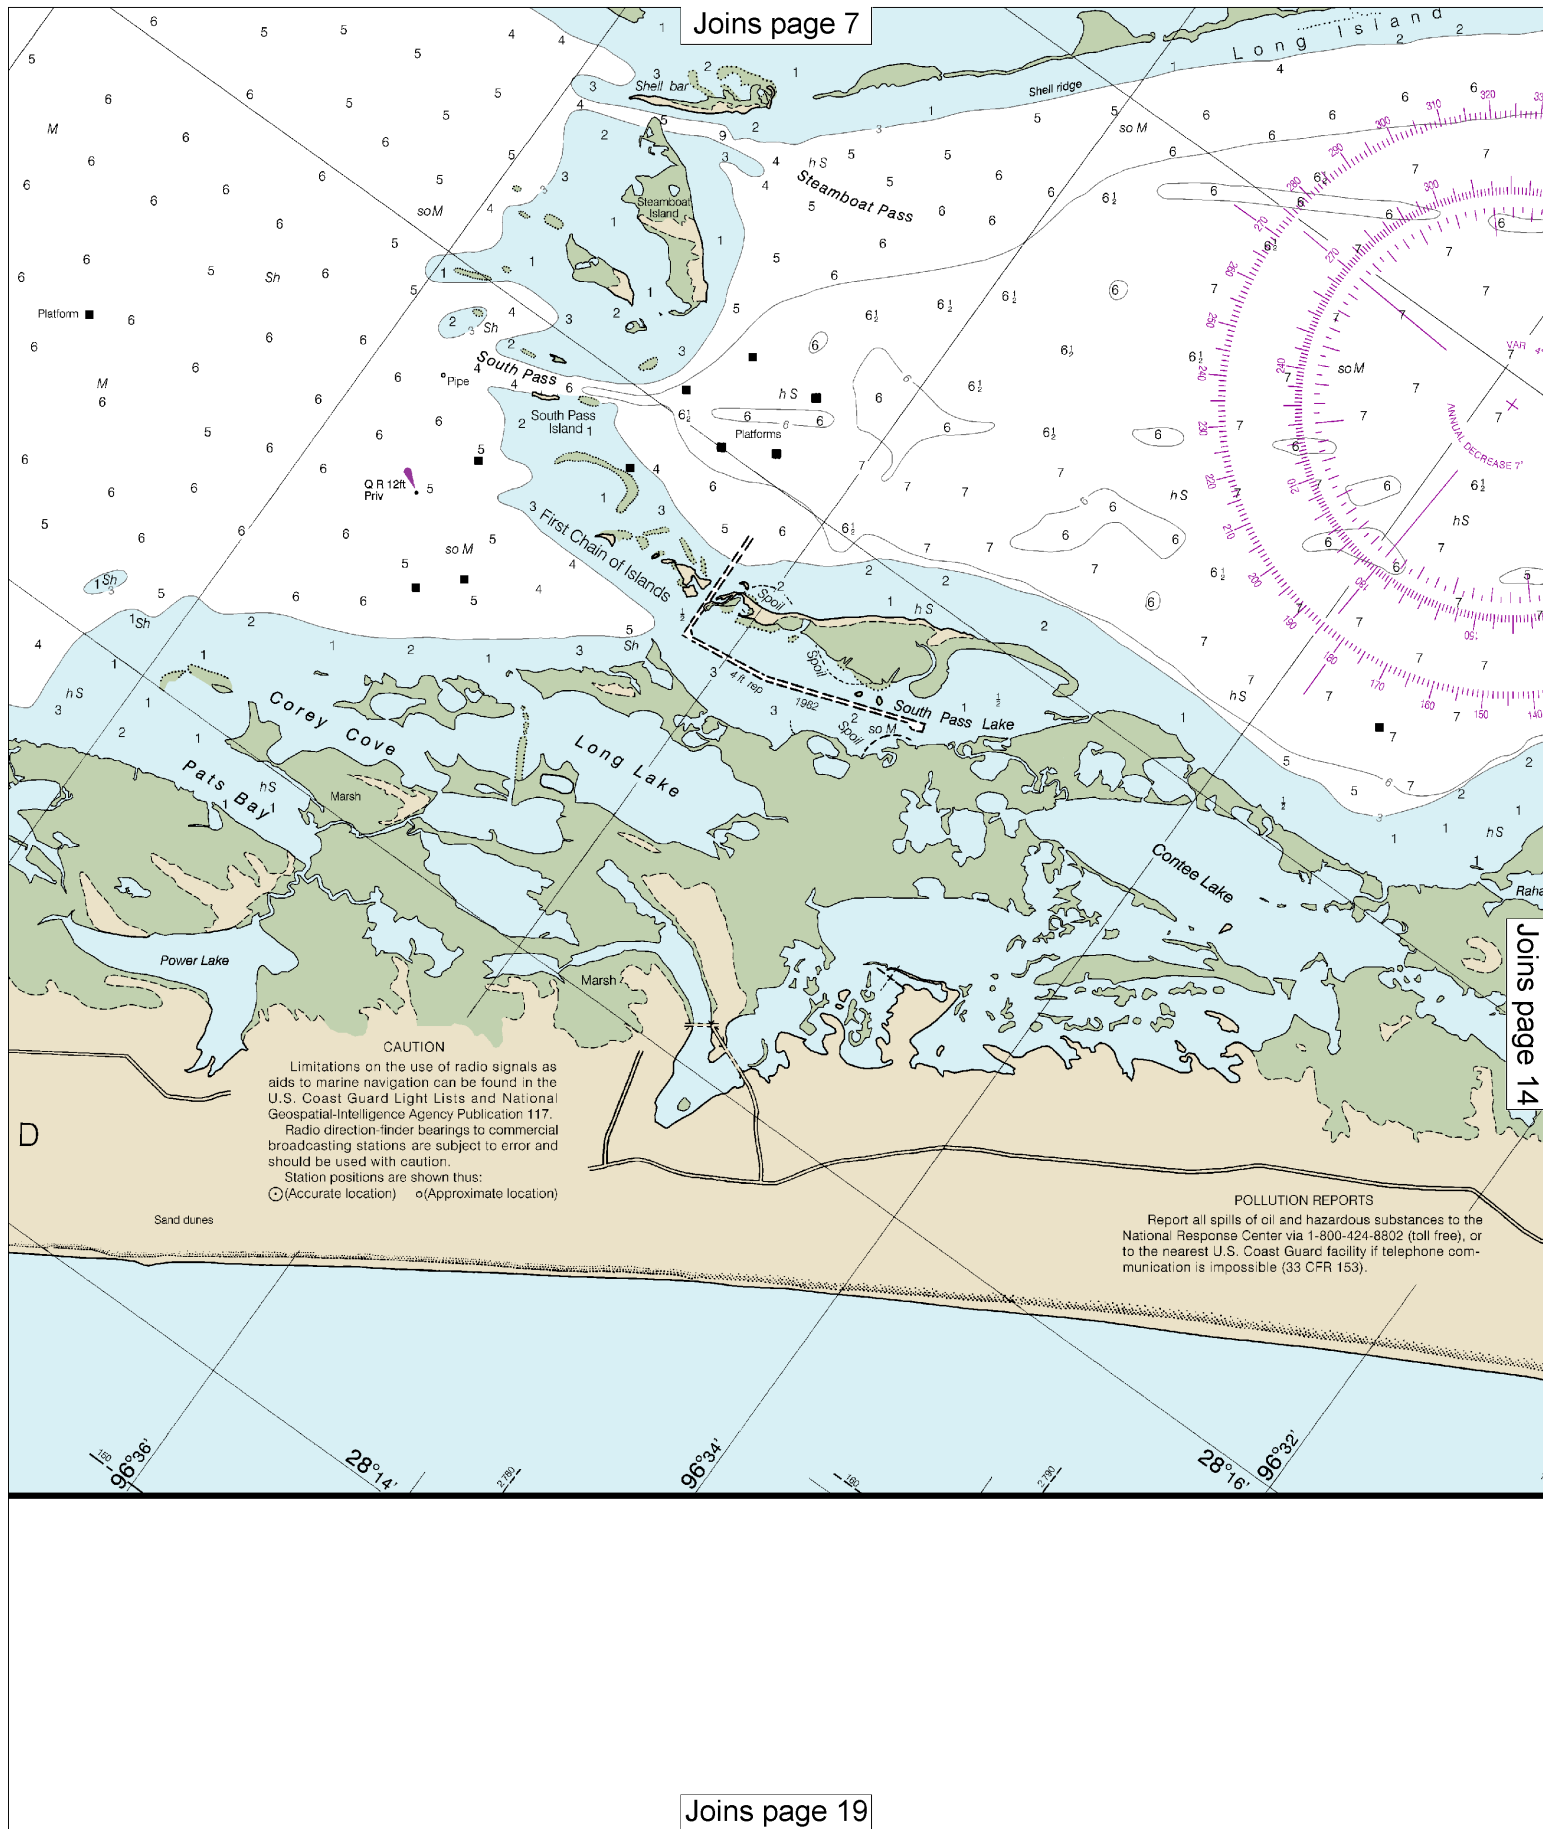 Joins page 7
Long Island
Shell bar
Shell ridge
Steamboat Pass
Steamboat
Island
Platform
South Pass
Pipe
South Pass
Island
Platforms
Q R 12ft
Priv
First Chain of Islands
Spoil
Spoil
Spoil
4 ft rep 1982
South Pass Lake
Corey Cove
Long Lake
Pats Bay
Marsh
Contee Lake
Power Lake
Marsh
VAR 4°
ANNUAL DECREASE 7'
Joins page 14
CAUTION
Limitations on the use of radio signals as
aids to marine navigation can be found in the
U.S. Coast Guard Light Lists and National
Geospatial-Intelligence Agency Publication 117.
Radio direction-finder bearings to commercial
broadcasting stations are subject to error and
should be used with caution.
Station positions are shown thus:
(Accurate location) o(Approximate location)
D
Sand dunes
POLLUTION REPORTS
Report all spills of oil and hazardous substances to the
National Response Center via 1-800-424-8802 (toll free), or
to the nearest U.S. Coast Guard facility if telephone com-
munication is impossible (33 CFR 153).
96°36'
28°14'
96°34'
28°16'
96°32'
Joins page 19